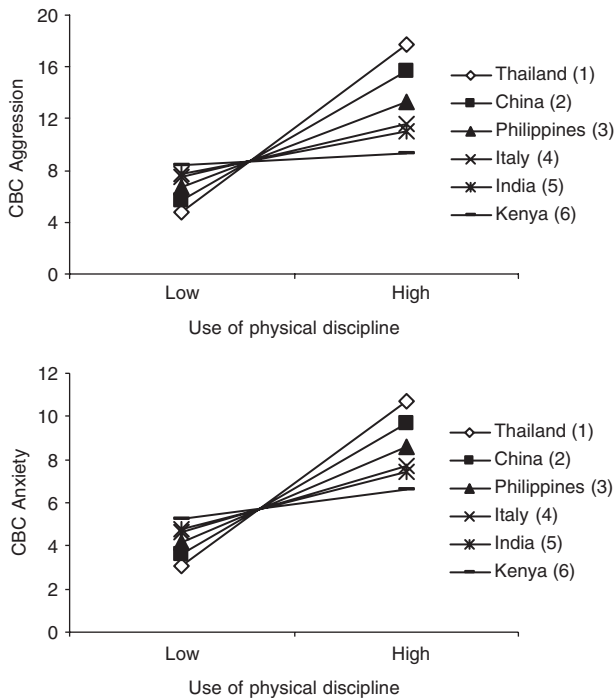 20
16
12
8
4
0
CBC Aggression
Low
High
Use of physical discipline
Thailand (1)
China (2)
Philippines (3)
Italy (4)
India (5)
Kenya (6)
12
10
8
6
4
2
0
CBC Anxiety
Low
High
Use of physical discipline
Thailand (1)
China (2)
Philippines (3)
Italy (4)
India (5)
Kenya (6)